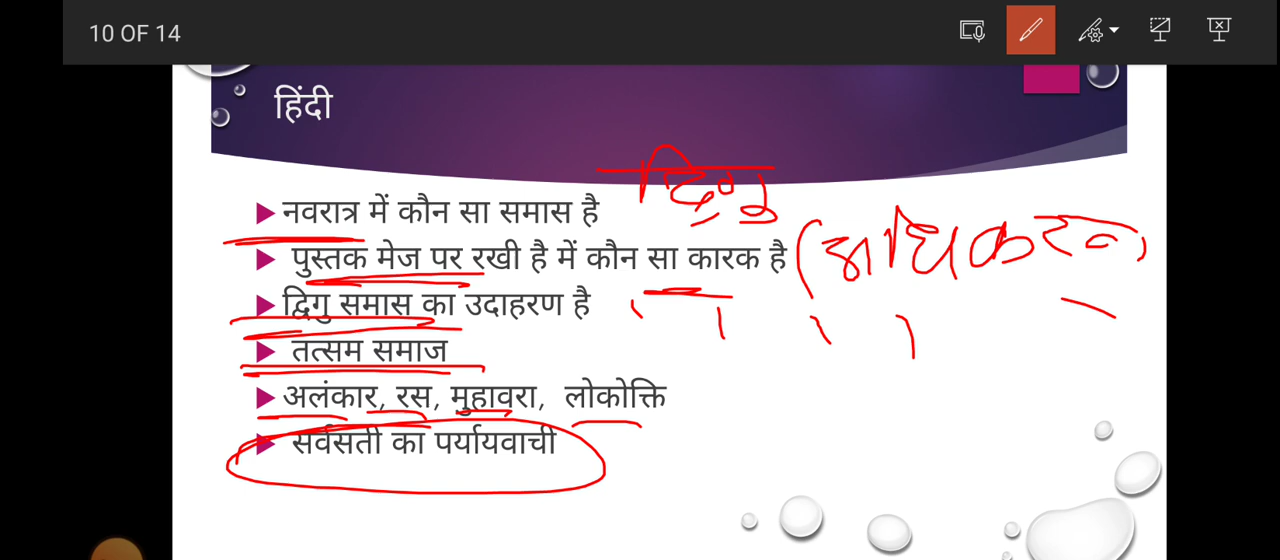 10 OF 14
हिंदी
नवरात्र में कौन सा समास है द्विगु
पुस्तक मेज पर रखी है में कौन सा कारक है (अधिकरण)
द्विगु समास का उदाहरण है
तत्सम समाज
अलंकार, रस, मुहावरा, लोकोक्ति
सर्वसती का पर्यायवाची